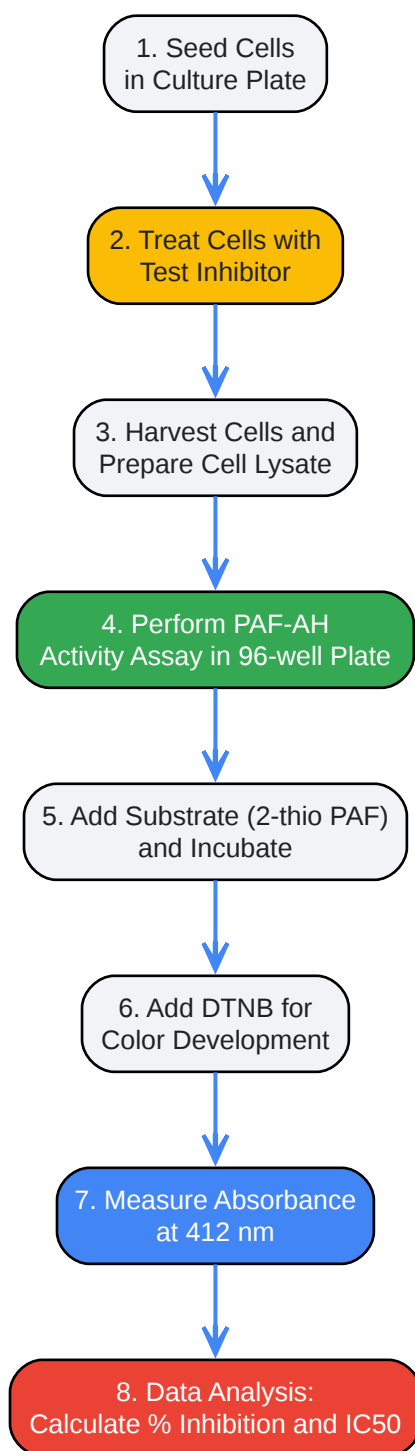 1. Seed Cells
in Culture Plate
2. Treat Cells with
Test Inhibitor
3. Harvest Cells and
Prepare Cell Lysate
4. Perform PAF-AH
Activity Assay in 96-well Plate
5. Add Substrate (2-thio PAF)
and Incubate
6. Add DTNB for
Color Development
7. Measure Absorbance
at 412 nm
8. Data Analysis:
Calculate % Inhibition and IC50